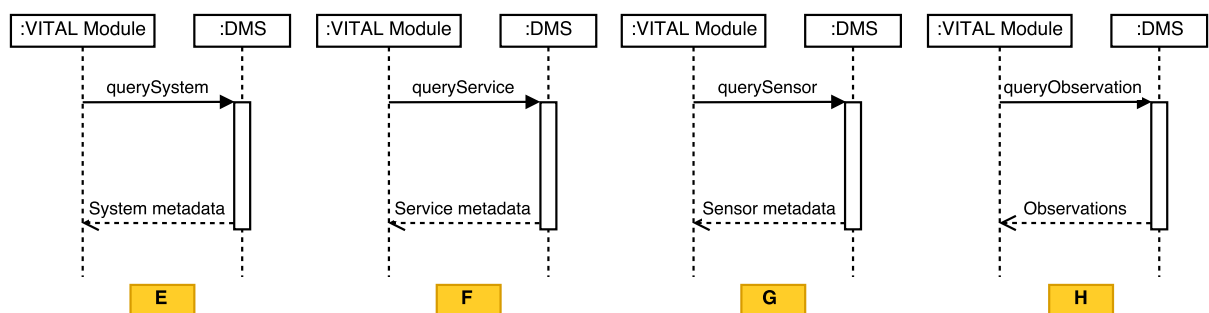 :VITAL Module :DMS :VITAL Module :DMS :VITAL Module :DMS :VITAL Module :DMS
querySystem queryService querySensor queryObservation
System metadata Service metadata Sensor metadata Observations
E F G H